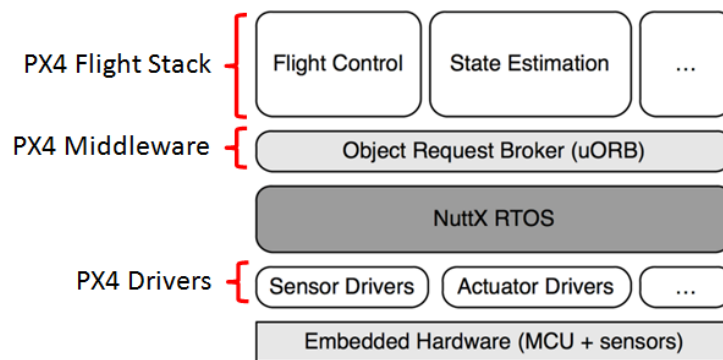 PX4 Flight Stack
Flight Control
State Estimation
...
PX4 Middleware
Object Request Broker (uORB)
NuttX RTOS
PX4 Drivers
Sensor Drivers
Actuator Drivers
...
Embedded Hardware (MCU + sensors)